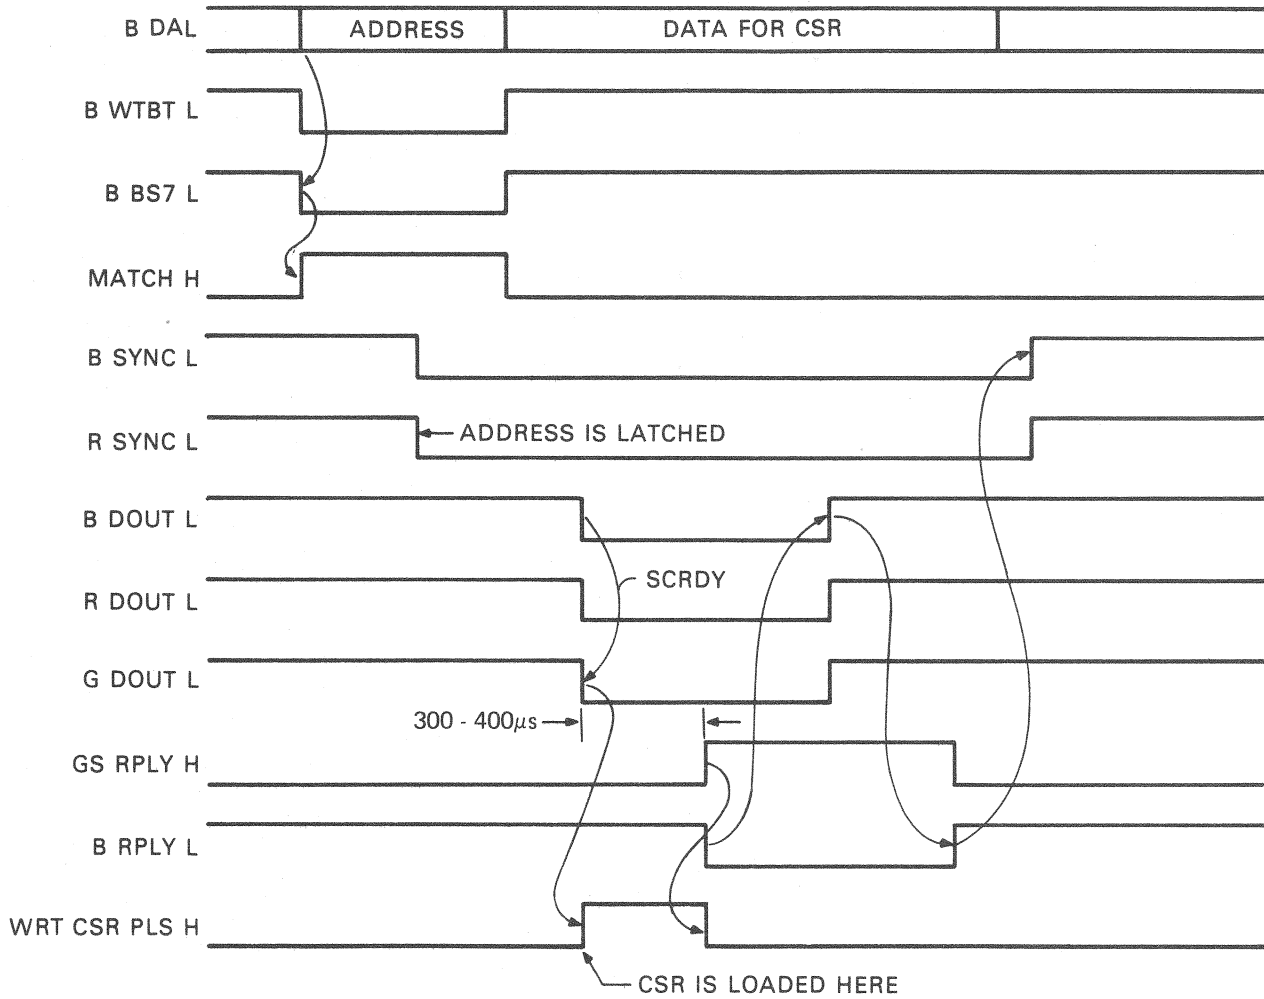 B DAL ADDRESS DATA FOR CSR
B WTBT L
B BS7 L
MATCH H
B SYNC L
R SYNC L ADDRESS IS LATCHED
B DOUT L
SCRDY
R DOUT L
G DOUT L
300 - 400μs
GS RPLY H
B RPLY L
WRT CSR PLS H
CSR IS LOADED HERE